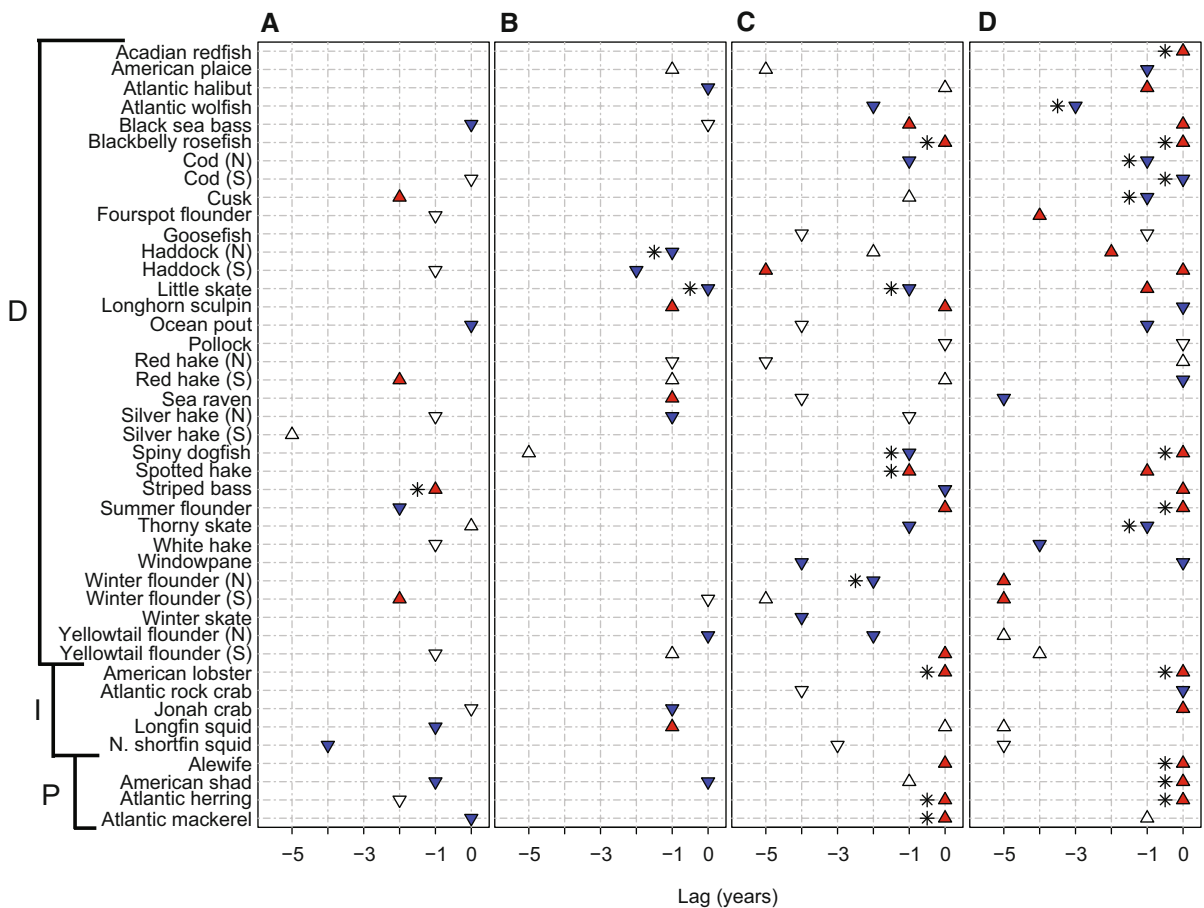 A B C D
Acadian redfish
American plaice
Atlantic halibut
Atlantic wolfish
Black sea bass
Blackbelly rosefish
Cod (N)
Cod (S)
Cusk
Fourspot flounder
Goosefish
Haddock (N)
Haddock (S)
Little skate
Longhorn sculpin
Ocean pout
Pollock
Red hake (N)
Red hake (S)
Sea raven
Silver hake (N)
Silver hake (S)
Spiny dogfish
Spotted hake
Striped bass
Summer flounder
Thorny skate
White hake
Windowpane
Winter flounder (N)
Winter flounder (S)
Winter skate
Yellowtail flounder (N)
Yellowtail flounder (S)
American lobster
Atlantic rock crab
Jonah crab
Longfin squid
N. shortfin squid
Alewife
American shad
Atlantic herring
Atlantic mackerel
D
I
P
−5 −3 −1 0 −5 −3 −1 0 −5 −3 −1 0 −5 −3 −1 0
Lag (years)